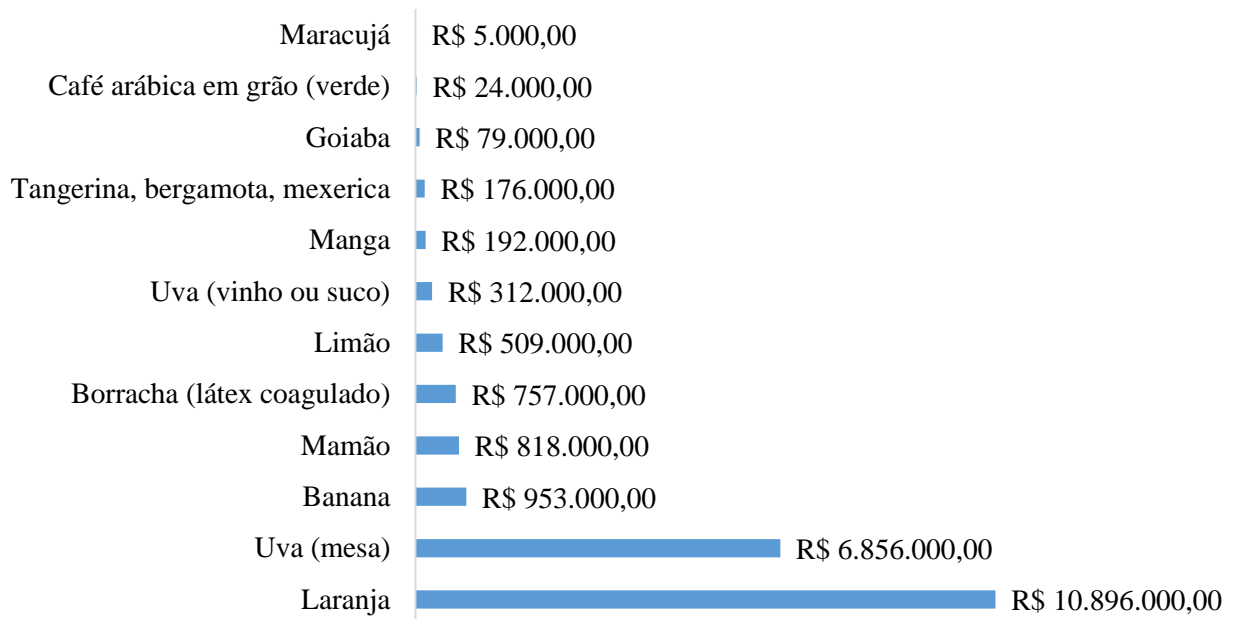 Maracujá R$ 5.000,00
Café arábica em grão (verde) R$ 24.000,00
Goiaba R$ 79.000,00
Tangerina, bergamota, mexerica R$ 176.000,00
Manga R$ 192.000,00
Uva (vinho ou suco) R$ 312.000,00
Limão R$ 509.000,00
Borracha (látex coagulado) R$ 757.000,00
Mamão R$ 818.000,00
Banana R$ 953.000,00
Uva (mesa) R$ 6.856.000,00
Laranja R$ 10.896.000,00